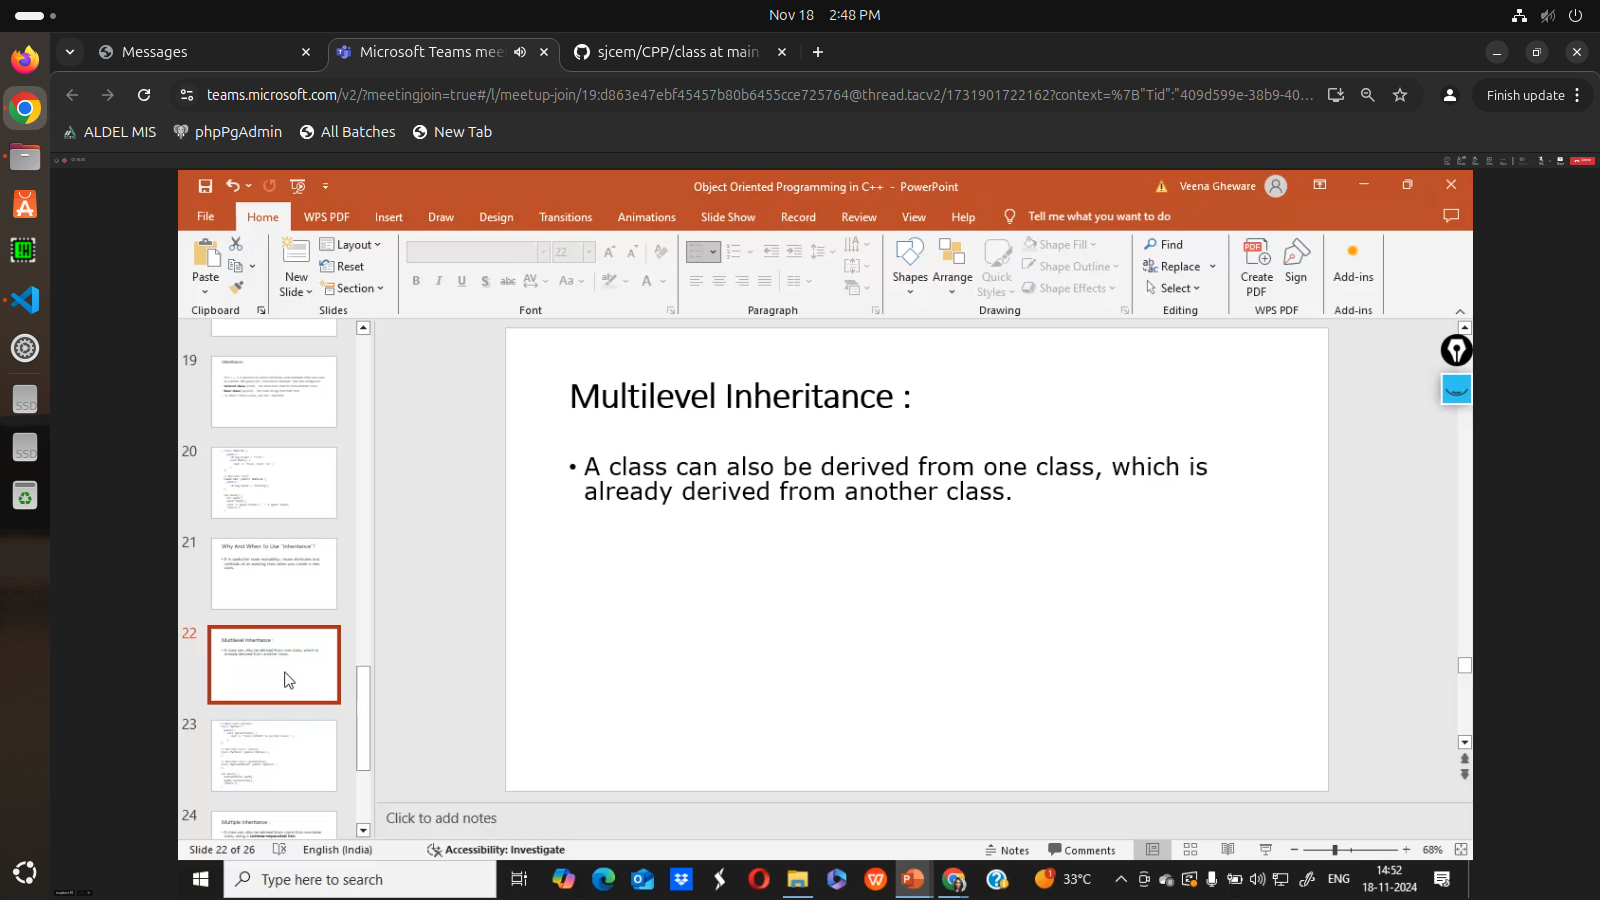 Nov 18 2:48 PM
Messages
Microsoft Teams mee
sjcem/CPP/class at main
teams.microsoft.com/v2/?meetingjoin=true#/l/meetup-join/19:d863e47ebf45457b80b6455cce725764@thread.tacv2/1731901722162?context=%7B"Tid":"409d599e-38b9-40...
Finish update
ALDEL MIS
phpPgAdmin
All Batches
New Tab
Object Oriented Programming in C++ - PowerPoint
Veena Gheware
File
Home
WPS PDF
Insert
Draw
Design
Transitions
Animations
Slide Show
Record
Review
View
Help
Tell me what you want to do
Paste
Clipboard
New
Slide
Layout
Reset
Section
Slides
22
B I U S abc AV Aa A
Font
Paragraph
Shapes
Arrange
Quick
Styles
Shape Fill
Shape Outline
Shape Effects
Drawing
Find
Replace
Select
Editing
Create
PDF
Sign
WPS PDF
Add-ins
Add-ins
19
20
21
Why And When To Use "Inheritance"?
22
Multilevel Inheritance :
23
24
Multiple Inheritance :
Multilevel Inheritance :
• A class can also be derived from one class, which is
already derived from another class.
Click to add notes
Slide 22 of 26
English (India)
Accessibility: Investigate
Notes
Comments
68%
Type here to search
33°C
ENG
14:52
18-11-2024
SSD
SSD